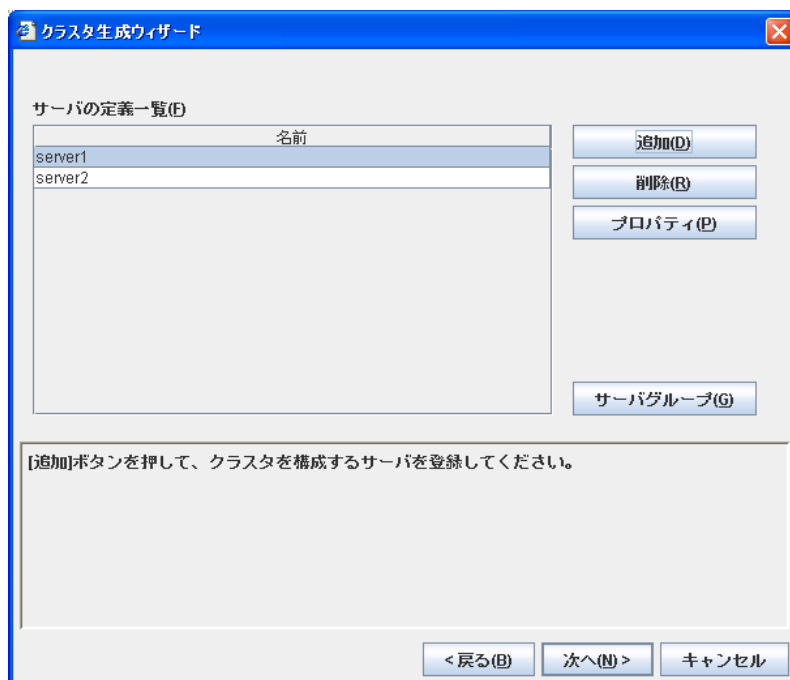 クラスタ生成ウィザード
サーバの定義一覧(F)
名前
server1
server2
追加(D)
削除(R)
プロパティ(P)
サーバグループ(G)
[追加]ボタンを押して、クラスタを構成するサーバを登録してください。
<戻る(B)
次へ(N)>
キャンセル